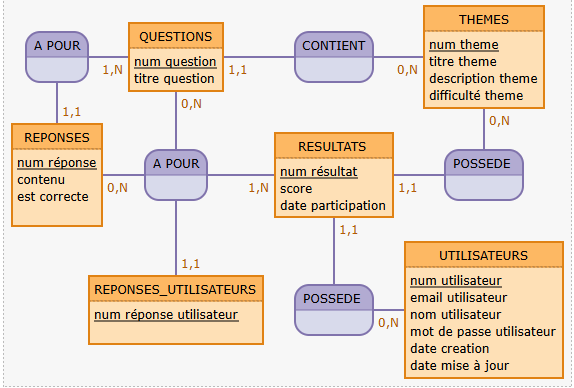 THEMES
num theme
titre theme
description theme
difficulté theme
QUESTIONS
num question
titre question
A POUR
CONTIENT
1,N
1,1
0,N
1,1
0,N
0,N
REPONSES
num réponse
contenu
est correcte
A POUR
RESULTATS
num résultat
score
date participation
POSSEDE
0,N
1,N
1,1
1,1
1,1
REPONSES_UTILISATEURS
num réponse utilisateur
POSSEDE
0,N
UTILISATEURS
num utilisateur
email utilisateur
nom utilisateur
mot de passe utilisateur
date creation
date mise à jour